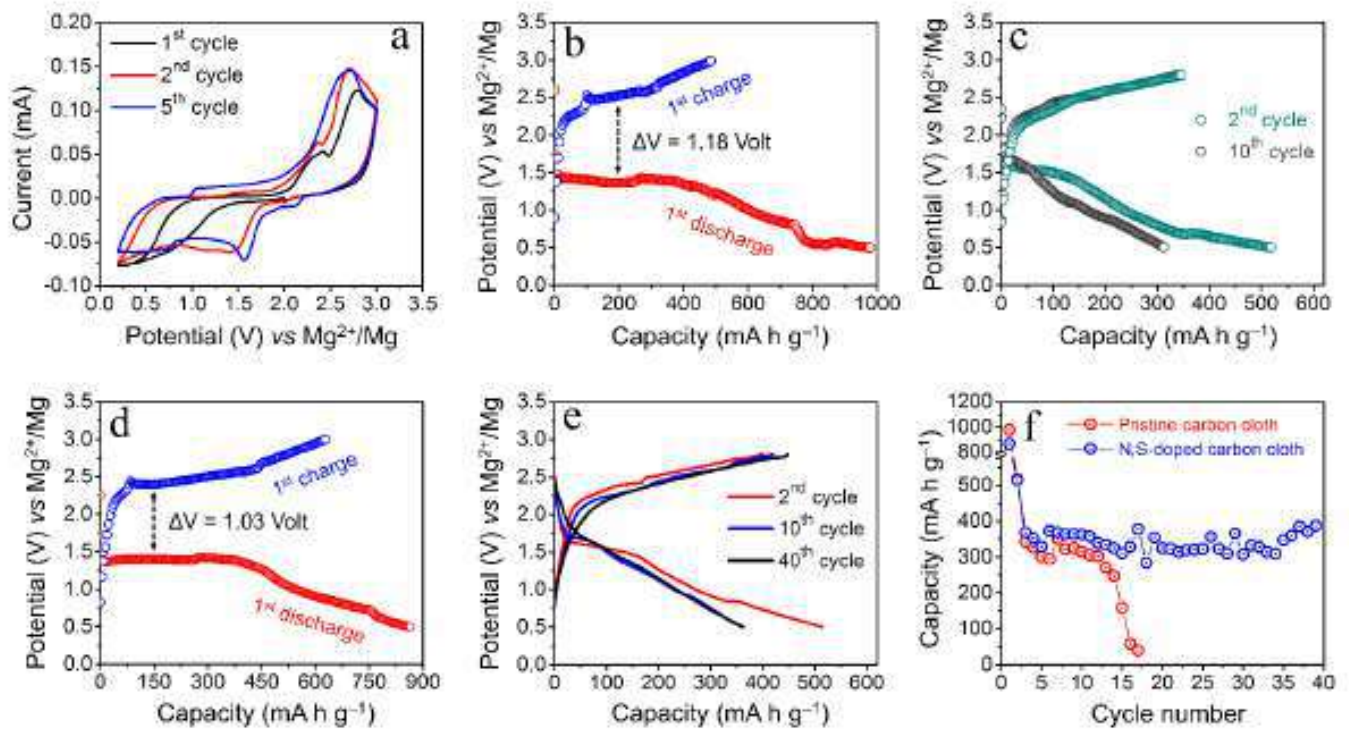 a
1st cycle
2nd cycle
5th cycle
0.20
0.15
0.10
0.05
0.00
-0.05
-0.10
Current (mA)
0.0 0.5 1.0 1.5 2.0 2.5 3.0 3.5
Potential (V) vs Mg²⁺/Mg
b
1st charge
ΔV = 1.18 Volt
1st discharge
3.5
3.0
2.5
2.0
1.5
1.0
0.5
0.0
Potential (V) vs Mg²⁺/Mg
0 200 400 600 800 1000
Capacity (mA h g⁻¹)
c
2nd cycle
10th cycle
3.5
3.0
2.5
2.0
1.5
1.0
0.5
0.0
Potential (V) vs Mg²⁺/Mg
0 100 200 300 400 500 600
Capacity (mA h g⁻¹)
d
1st charge
ΔV = 1.03 Volt
1st discharge
3.5
3.0
2.5
2.0
1.5
1.0
0.5
0.0
Potential (V) vs Mg²⁺/Mg
0 150 300 450 600 750 900
Capacity (mA h g⁻¹)
e
2nd cycle
10th cycle
40th cycle
3.5
3.0
2.5
2.0
1.5
1.0
0.5
0.0
Potential (V) vs Mg²⁺/Mg
0 100 200 300 400 500 600
Capacity (mA h g⁻¹)
f
Pristine carbon cloth
N,S-doped carbon cloth
1200
1000
800
500
400
300
200
100
0
Capacity (mA h g⁻¹)
0 5 10 15 20 25 30 35 40
Cycle number